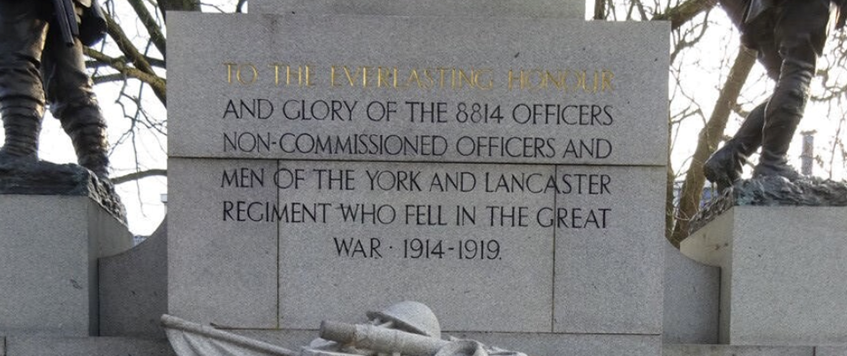 TO THE EVERLASTING HONOUR
AND GLORY OF THE 8814 OFFICERS
NON-COMMISSIONED OFFICERS AND
MEN OF THE YORK AND LANCASTER
REGIMENT WHO FELL IN THE GREAT
WAR · 1914-1919.